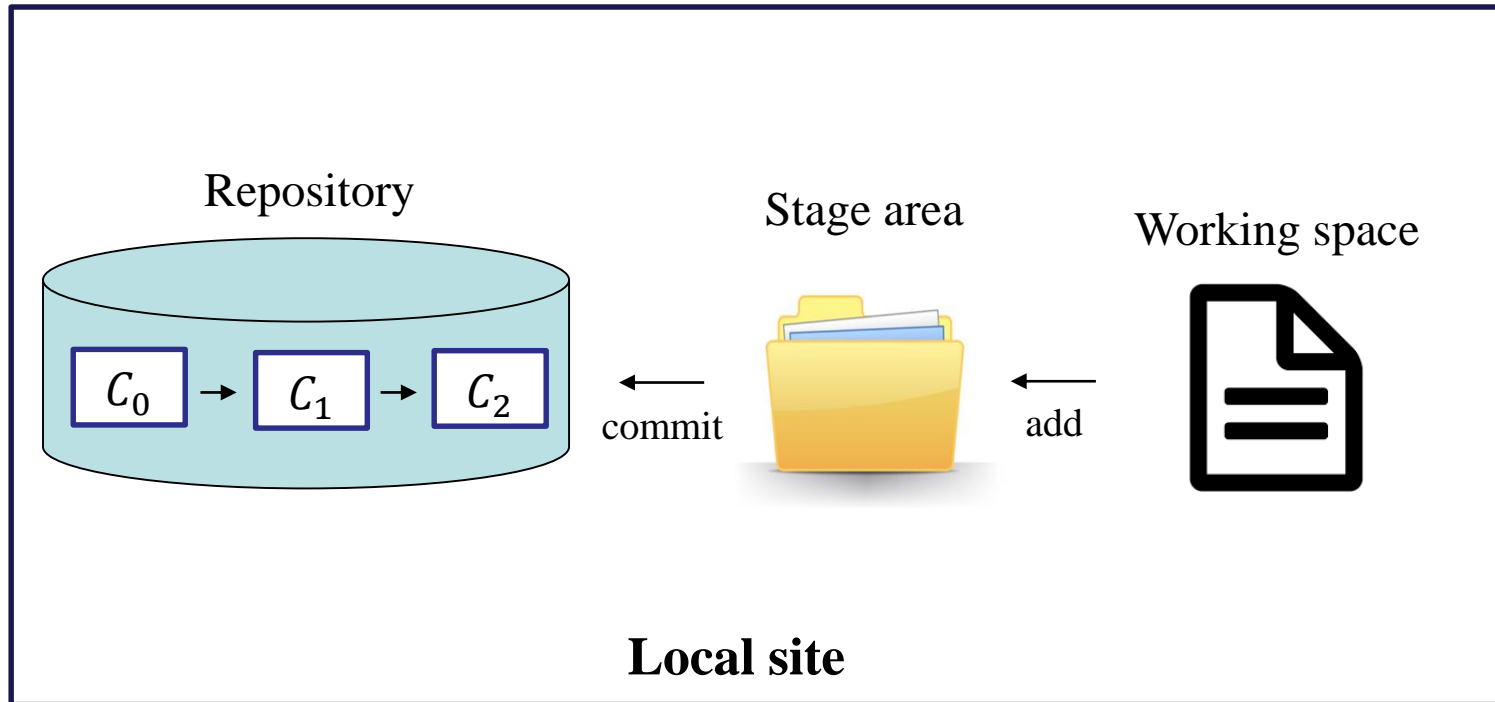 Repository
Stage area
Working space
C₀
C₁
C₂
commit
add
Local site